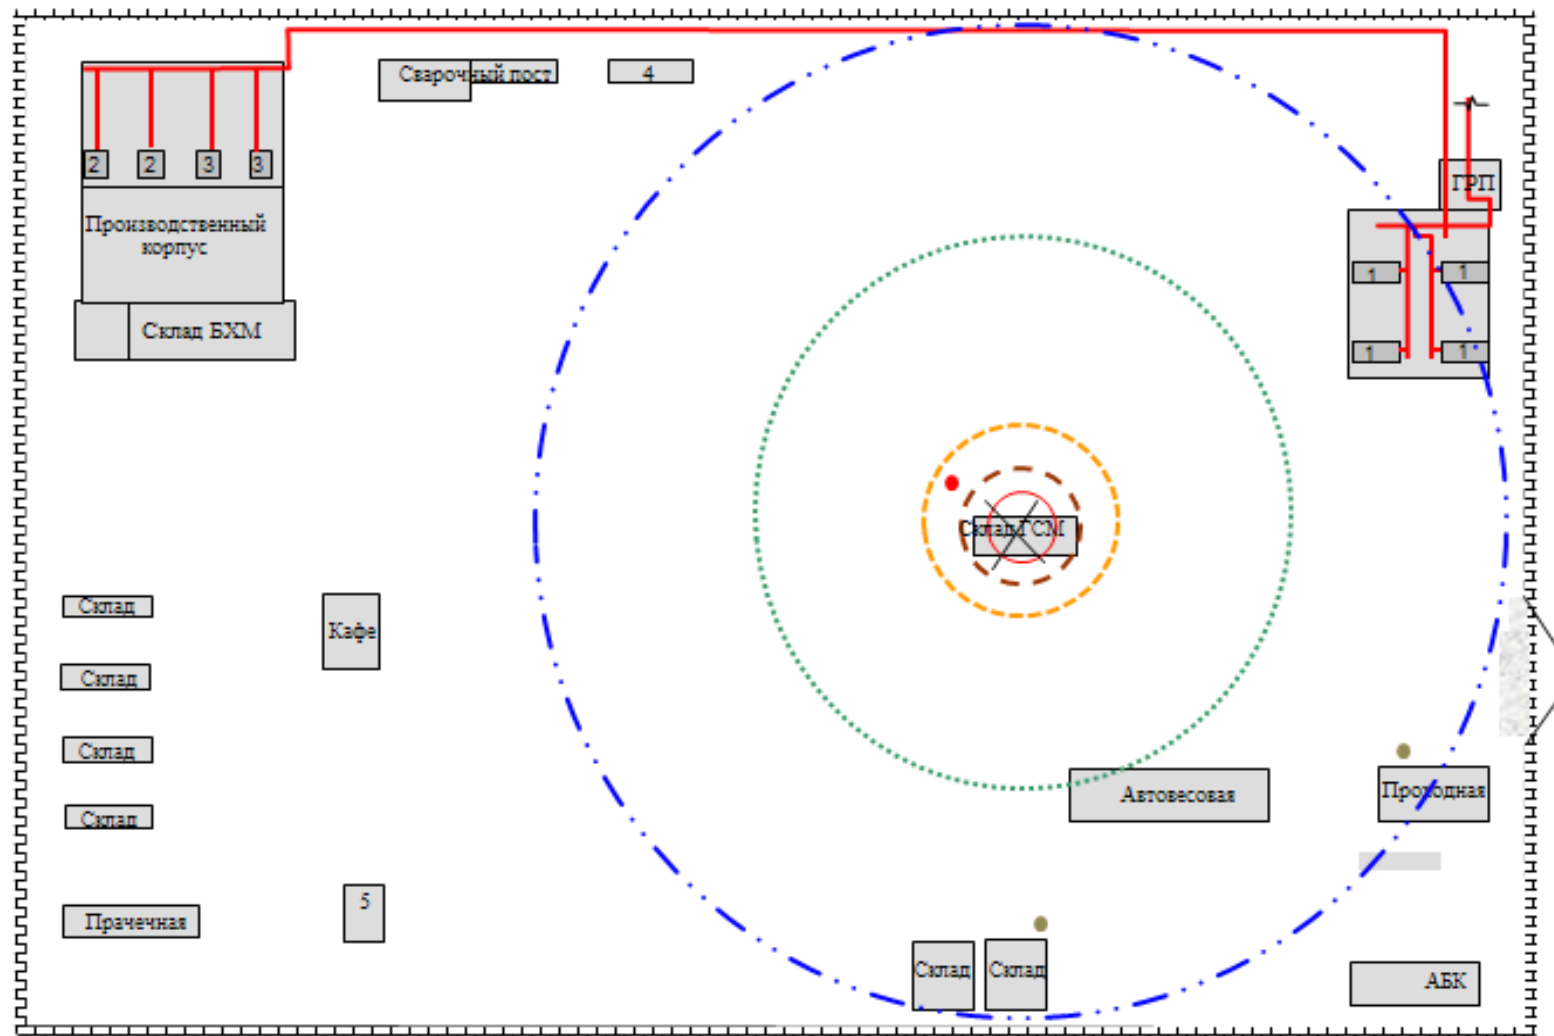 Сварочный пост
4
2
2
3
3
ГРП
Производственный
корпус
1
1
Склад БХМ
1
1
Склад ГСМ
Склад
Кафе
Склад
Склад
Автовесовая
Проходная
Склад
5
Прачечная
Склад
Склад
АБК